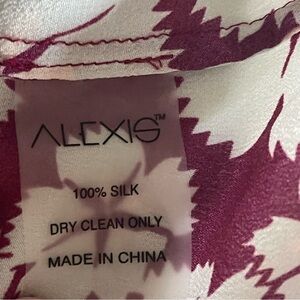 ALEXIS™
100% SILK
DRY CLEAN ONLY
MADE IN CHINA